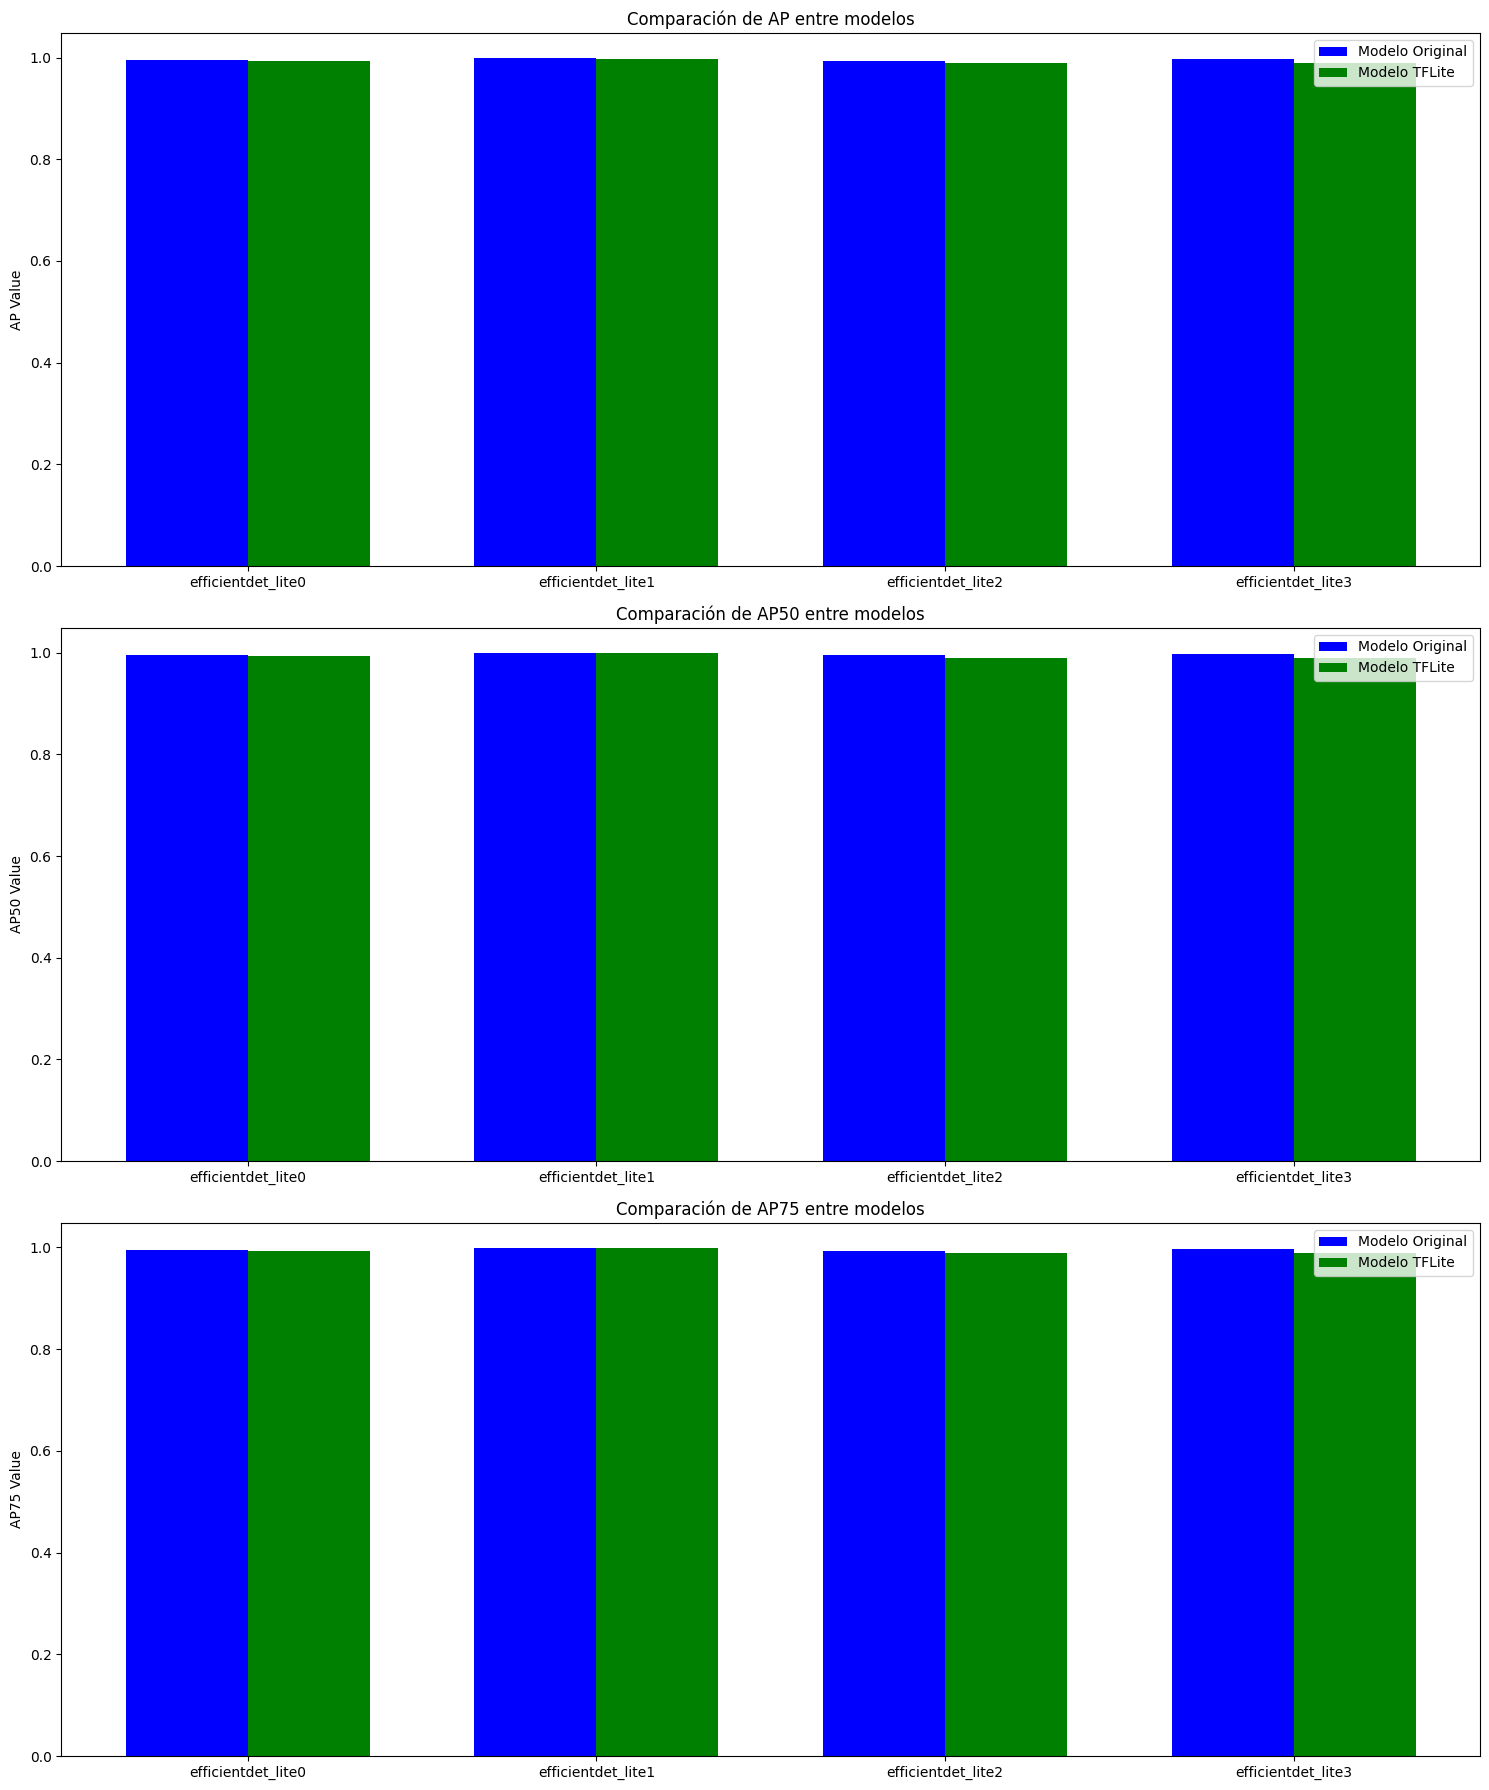 Comparación de AP entre modelos
Modelo Original
Modelo TFLite
AP Value
1.0
0.8
0.6
0.4
0.2
0.0
efficientdet_lite0 efficientdet_lite1 efficientdet_lite2 efficientdet_lite3
Comparación de AP50 entre modelos
Modelo Original
Modelo TFLite
AP50 Value
1.0
0.8
0.6
0.4
0.2
0.0
efficientdet_lite0 efficientdet_lite1 efficientdet_lite2 efficientdet_lite3
Comparación de AP75 entre modelos
Modelo Original
Modelo TFLite
AP75 Value
1.0
0.8
0.6
0.4
0.2
0.0
efficientdet_lite0 efficientdet_lite1 efficientdet_lite2 efficientdet_lite3